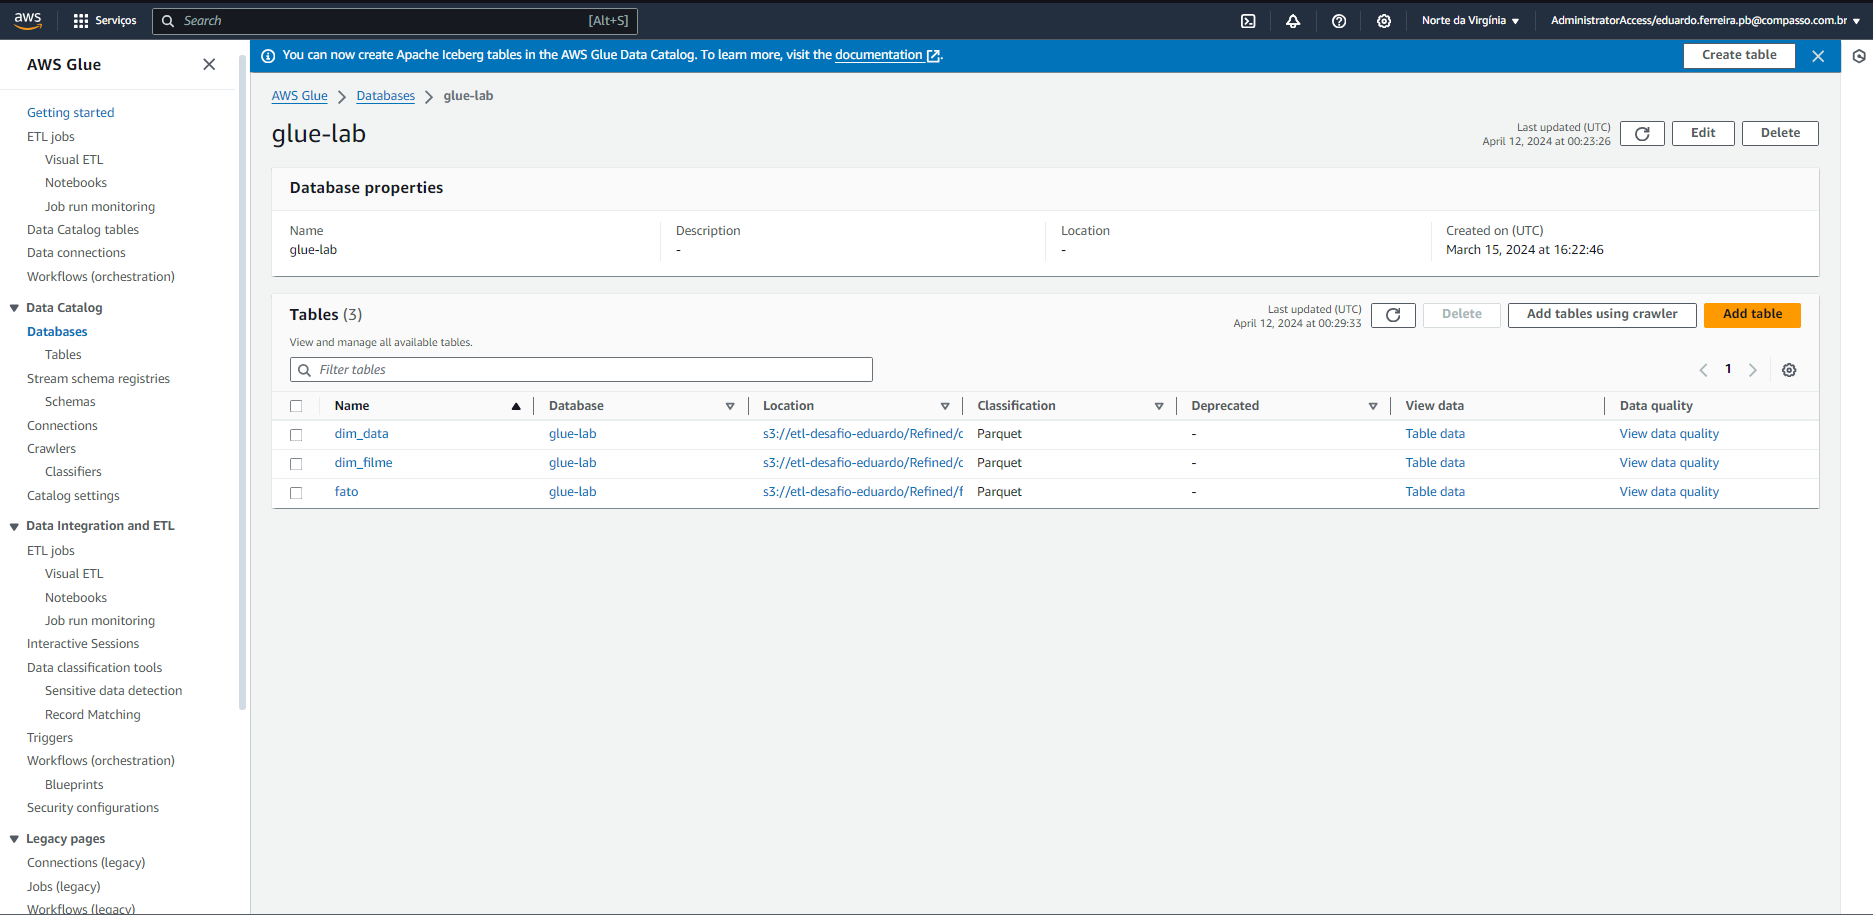 aws Serviços Search [Alt+S] Norte da Virgínia AdministratorAccess/eduardo.ferreira.pb@compasso.com.br
AWS Glue
Getting started
ETL jobs
Visual ETL
Notebooks
Job run monitoring
Data Catalog tables
Data connections
Workflows (orchestration)
Data Catalog
Databases
Tables
Stream schema registries
Schemas
Connections
Crawlers
Classifiers
Catalog settings
Data Integration and ETL
ETL jobs
Visual ETL
Notebooks
Job run monitoring
Interactive Sessions
Data classification tools
Sensitive data detection
Record Matching
Triggers
Workflows (orchestration)
Blueprints
Security configurations
Legacy pages
Connections (legacy)
Jobs (legacy)
Workflows (legacy)
You can now create Apache Iceberg tables in the AWS Glue Data Catalog. To learn more, visit the documentation. Create table
AWS Glue Databases glue-lab
glue-lab
Last updated (UTC)
April 12, 2024 at 00:23:26
Edit Delete
Database properties
Name Description Location Created on (UTC)
glue-lab - - March 15, 2024 at 16:22:46
Tables (3)
View and manage all available tables.
Last updated (UTC)
April 12, 2024 at 00:29:33
Delete Add tables using crawler Add table
Filter tables
1
Name Database Location Classification Deprecated View data Data quality
dim_data glue-lab s3://etl-desafio-eduardo/Refined/d Parquet - Table data View data quality
dim_filme glue-lab s3://etl-desafio-eduardo/Refined/d Parquet - Table data View data quality
fato glue-lab s3://etl-desafio-eduardo/Refined/f Parquet - Table data View data quality